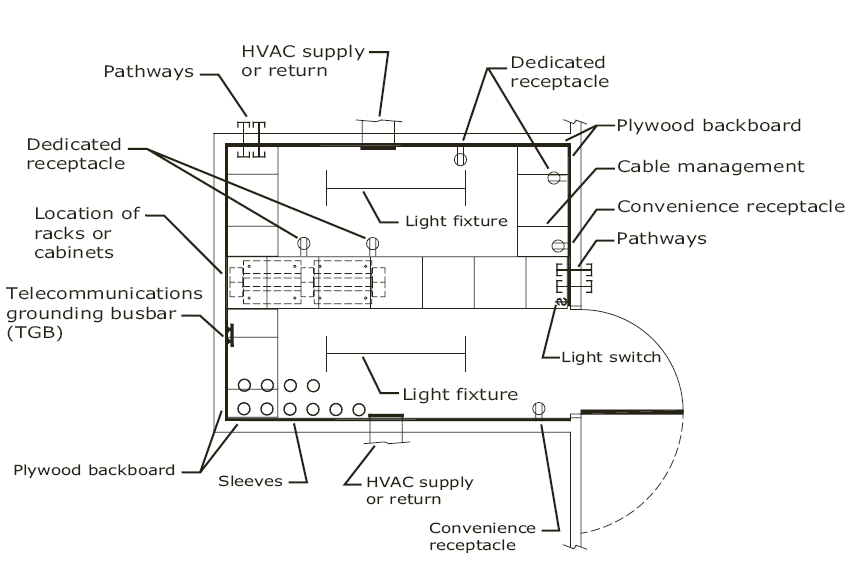 HVAC supply
or return
Pathways
Dedicated
receptacle
Plywood backboard
Dedicated
receptacle
Cable management
Convenience receptacle
Light fixture
Location of
racks or
cabinets
Pathways
Telecommunications
grounding busbar
(TGB)
Light switch
Light fixture
Plywood backboard
Sleeves
HVAC supply
or return
Convenience
receptacle